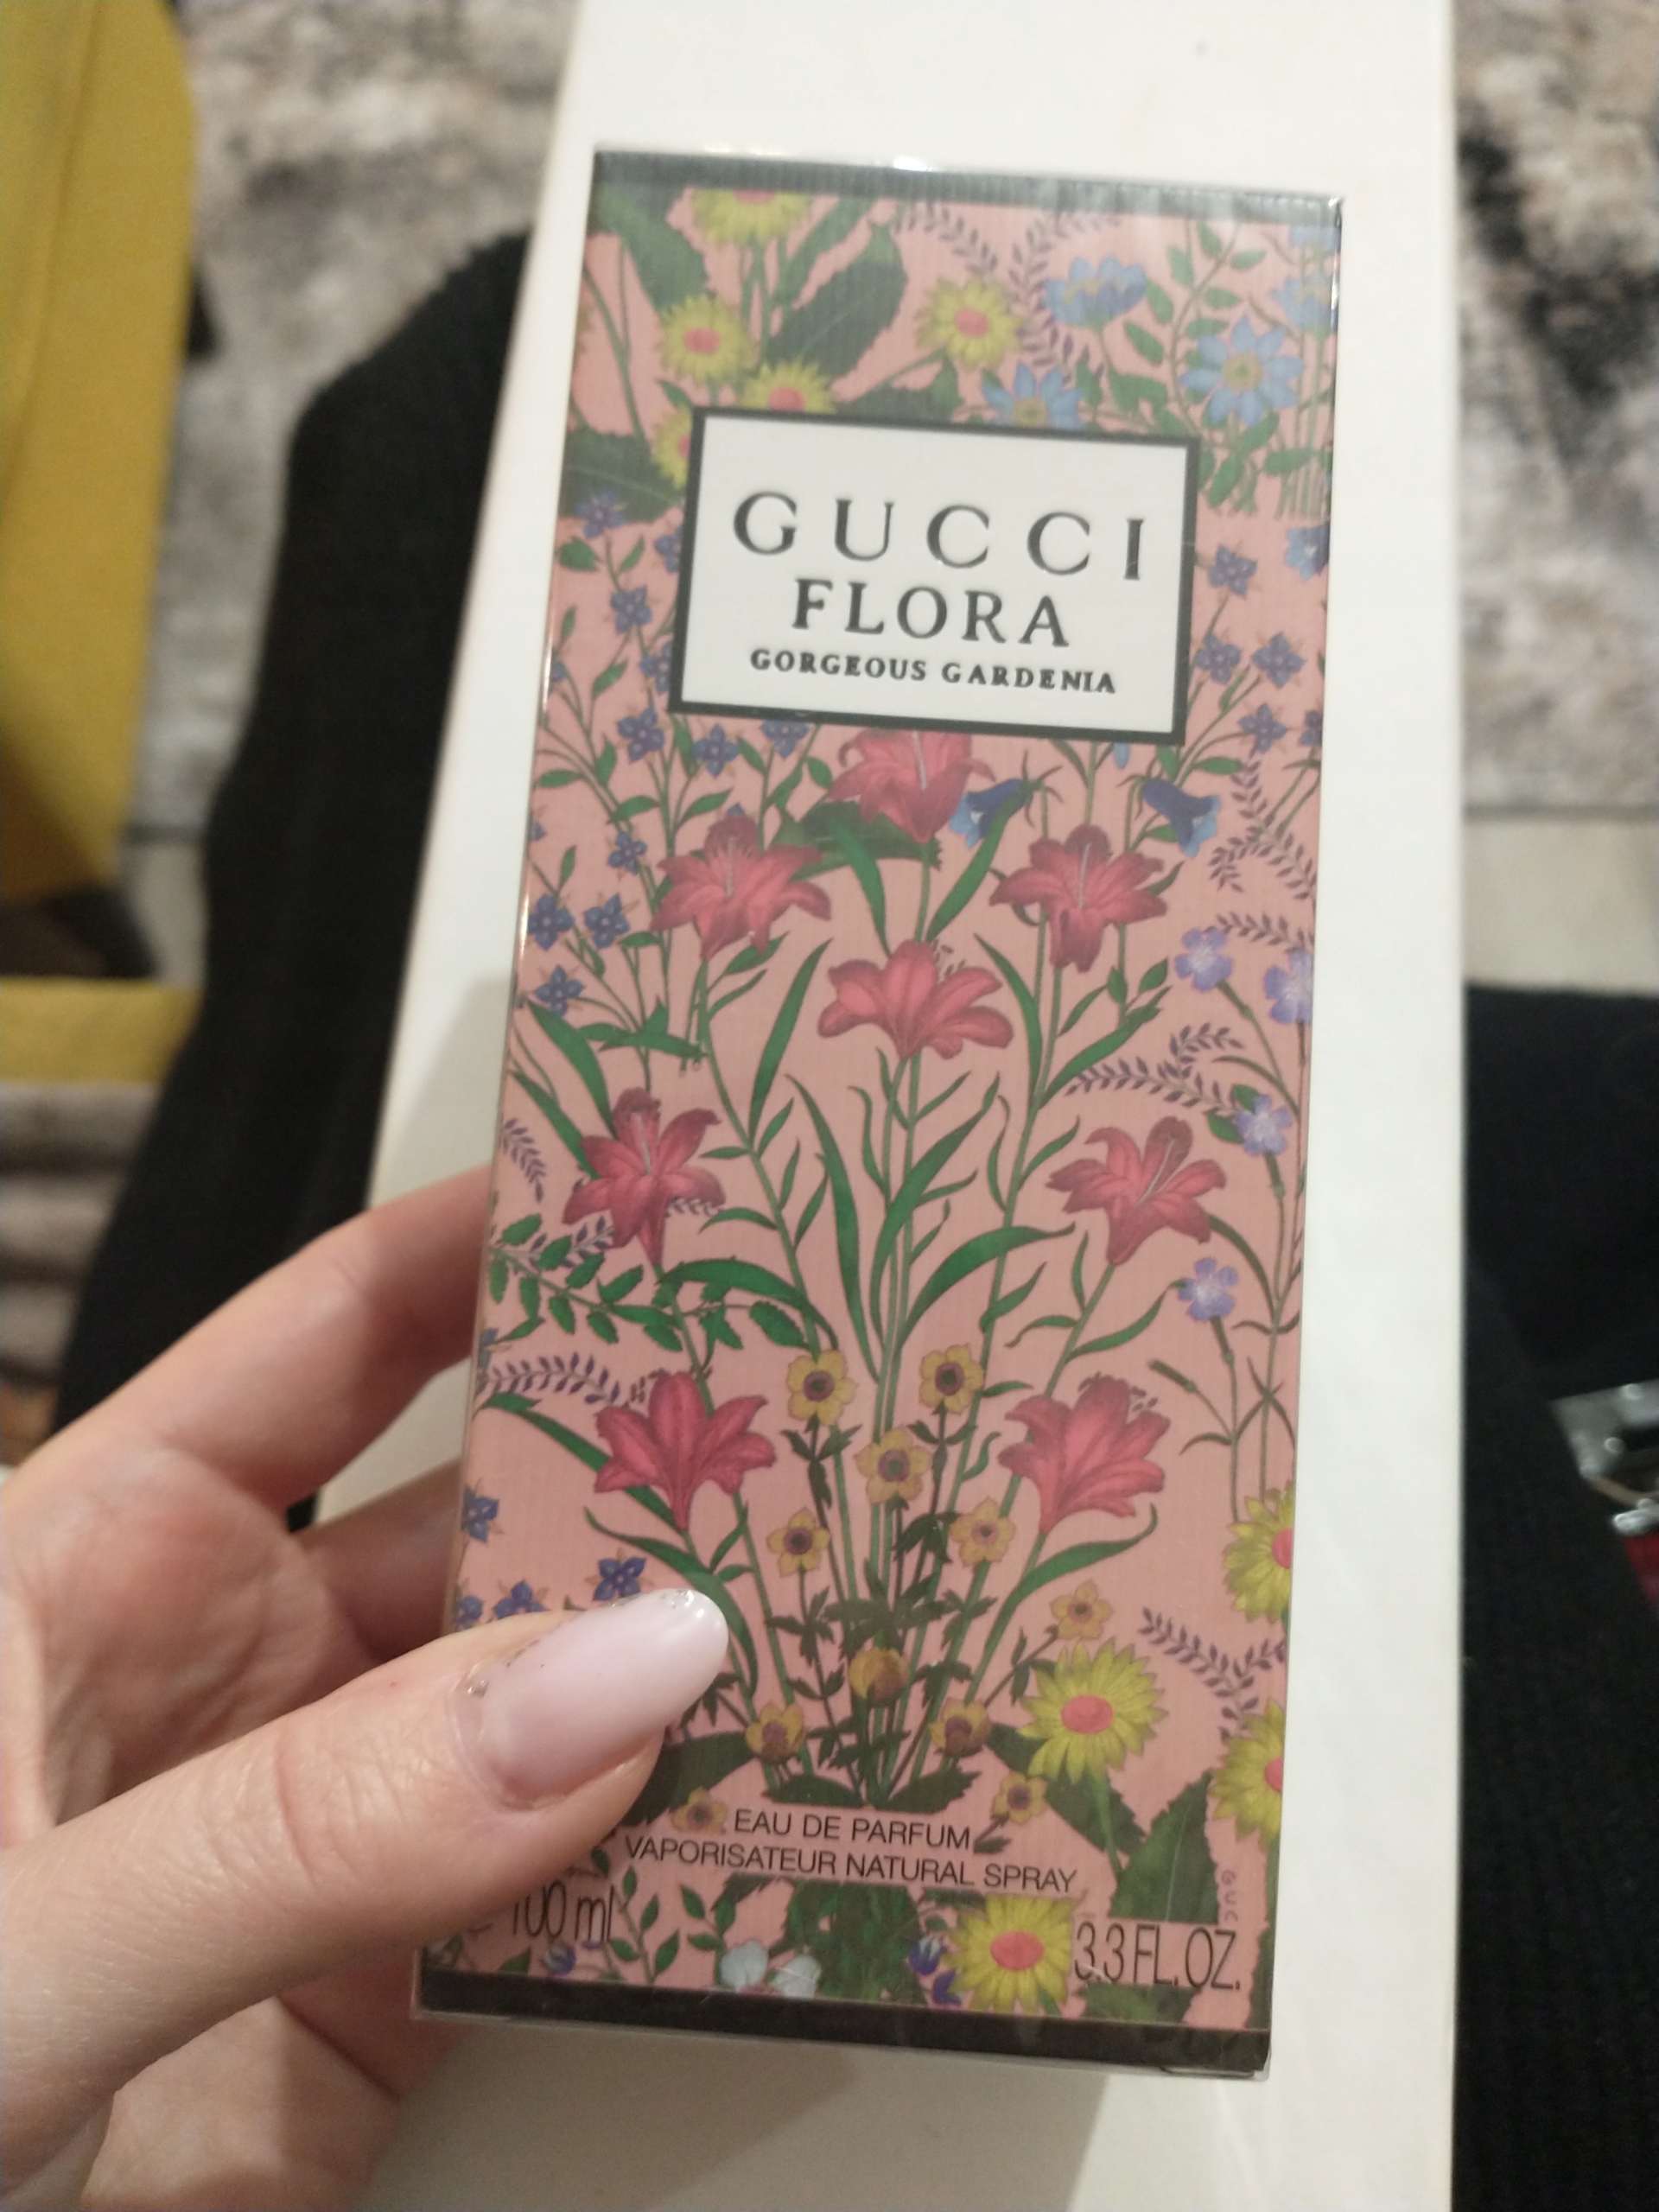 GUCCI
FLORA
GORGEOUS GARDENIA
EAU DE PARFUM
VAPORISATEUR NATURAL SPRAY
100 ml
3.3 FL.OZ.